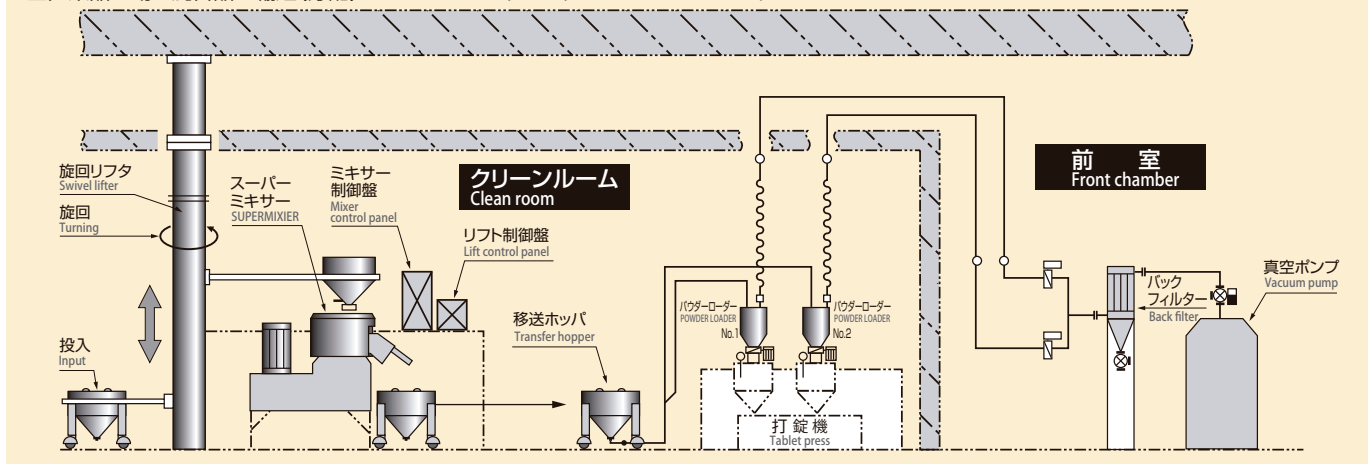 旋回リフタ
Swivel lifter
旋回
Turning
投入
Input
スーパー
ミキサー
SUPERMIXIER
ミキサー
制御盤
Mixer
control panel
リフト制御盤
Lift control panel
クリーンルーム
Clean room
移送ホッパ
Transfer hopper
パウダーローダー
POWDER LOADER
No.1
パウダーローダー
POWDER LOADER
No.2
打錠機
Tablet press
前室
Front chamber
バック
フィルター
Back filter
真空ポンプ
Vacuum pump